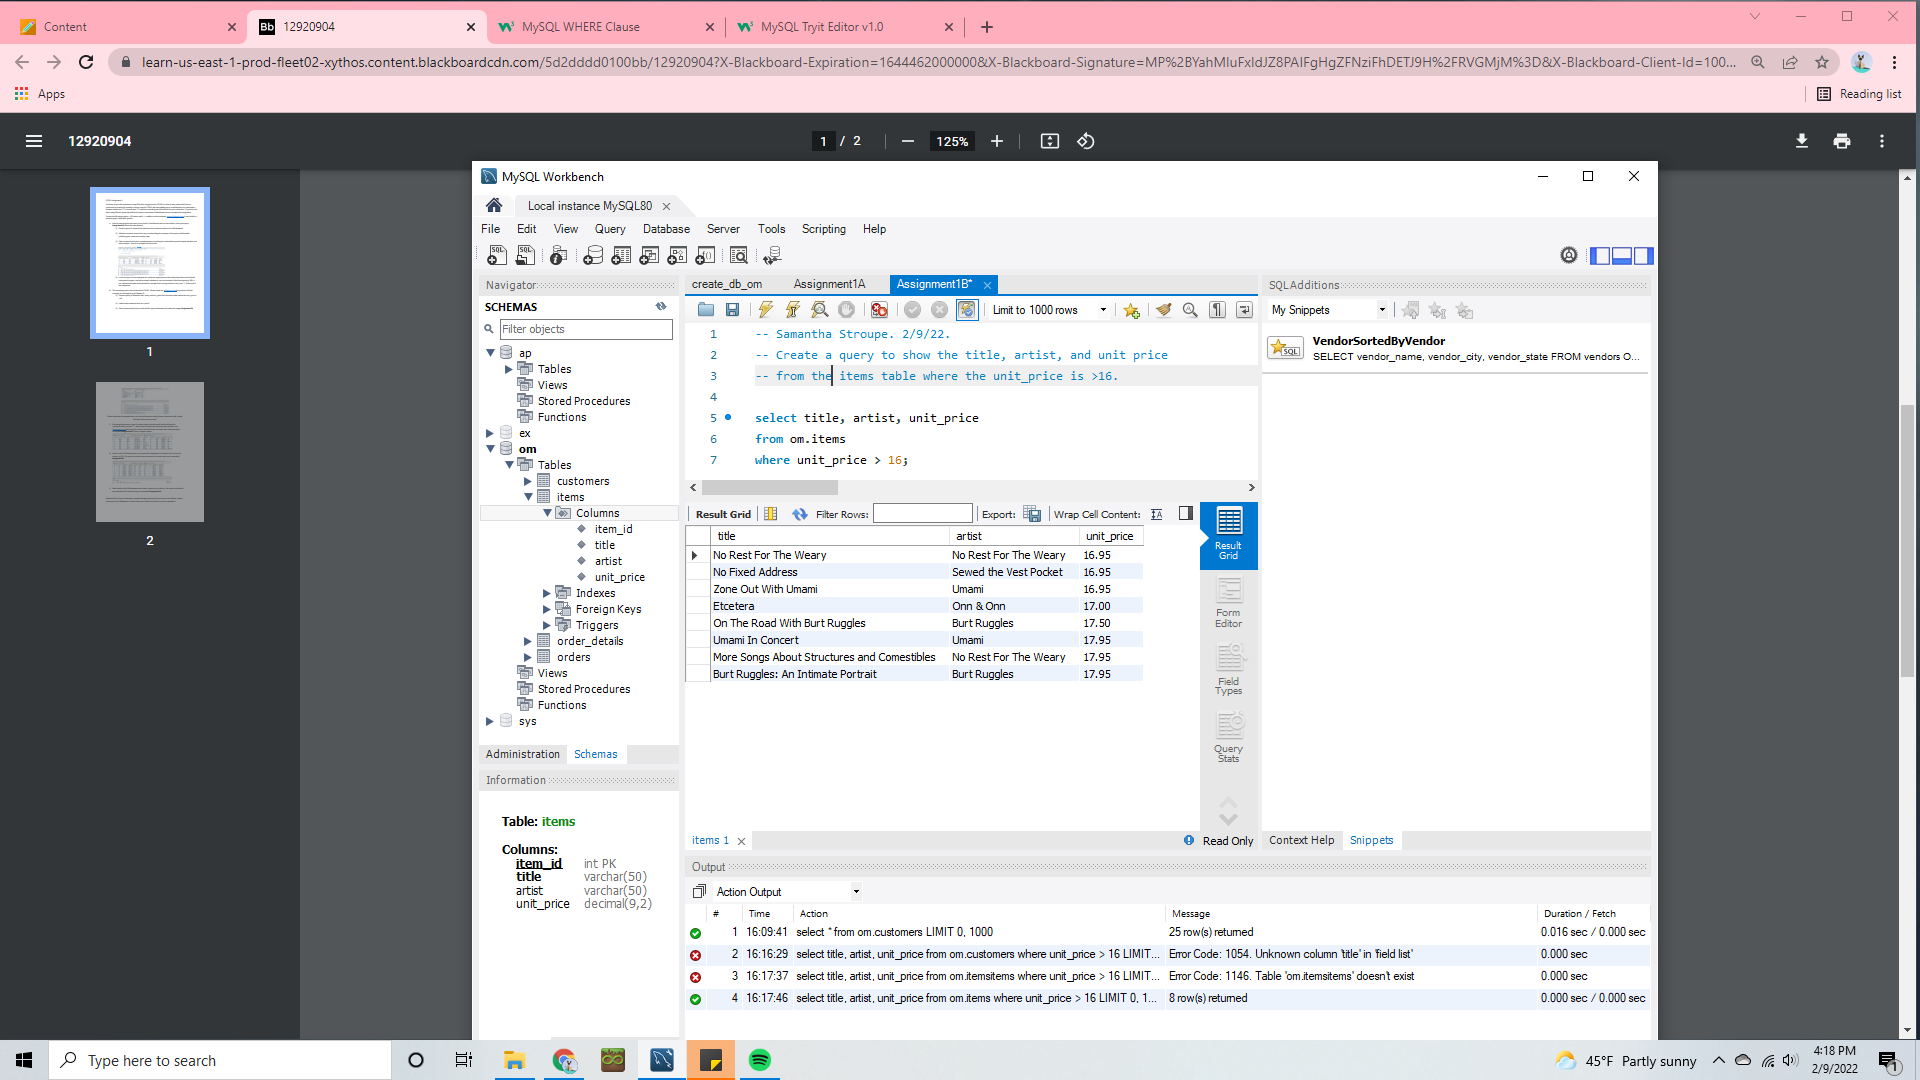 Content
12920904
MySQL WHERE Clause
MySQL Tryit Editor v1.0
learn-us-east-1-prod-fleet02-xythos.content.blackboardcdn.com/5d2dddd0100bb/12920904?X-Blackboard-Expiration=1644462000000&X-Blackboard-Signature=
Apps
Reading list
12920904
1 / 2
125%
1
2
MySQL Workbench
Local instance MySQL80
File Edit View Query Database Server Tools Scripting Help
Navigator
SCHEMAS
Filter objects
ap
Tables
Views
Stored Procedures
Functions
ex
om
Tables
customers
items
Columns
item_id
title
artist
unit_price
Indexes
Foreign Keys
Triggers
order_details
orders
Views
Stored Procedures
Functions
sys
Administration Schemas
Information
Table: items
Columns:
item_id int PK
title varchar(50)
artist varchar(50)
unit_price decimal(9,2)
create_db_om Assignment1A Assignment1B*
Limit to 1000 rows
1 -- Samantha Stroupe. 2/9/22.
2 -- Create a query to show the title, artist, and unit price
3 -- from the items table where the unit_price is >16.
4
5 select title, artist, unit_price
6 from om.items
7 where unit_price > 16;
Result Grid Filter Rows: Export: Wrap Cell Content:
title artist unit_price
No Rest For The Weary No Rest For The Weary 16.95
No Fixed Address Sewed the Vest Pocket 16.95
Zone Out With Umami Umami 16.95
Etcetera Onn & Onn 17.00
On The Road With Burt Ruggles Burt Ruggles 17.50
Umami In Concert Umami 17.95
More Songs About Structures and Comestibles No Rest For The Weary 17.95
Burt Ruggles: An Intimate Portrait Burt Ruggles 17.95
Result
Grid
Form
Editor
Field
Types
Query
Stats
items 1
Read Only
SQLAdditions
My Snippets
SQL
VendorSortedByVendor
SELECT vendor_name, vendor_city, vendor_state FROM vendors O...
Context Help Snippets
Output
Action Output
# Time Action Message Duration / Fetch
1 16:09:41 select * from om.customers LIMIT 0, 1000 25 row(s) returned 0.016 sec / 0.000 sec
2 16:16:29 select title, artist, unit_price from om.customers where unit_price > 16 LIMIT... Error Code: 1054. Unknown column 'title' in 'field list' 0.000 sec
3 16:17:37 select title, artist, unit_price from om.itemsitems where unit_price > 16 LIMIT... Error Code: 1146. Table 'om.itemsitems' doesn't exist 0.000 sec
4 16:17:46 select title, artist, unit_price from om.items where unit_price > 16 LIMIT 0, 1... 8 row(s) returned 0.000 sec / 0.000 sec
Type here to search
45°F Partly sunny
4:18 PM
2/9/2022
1